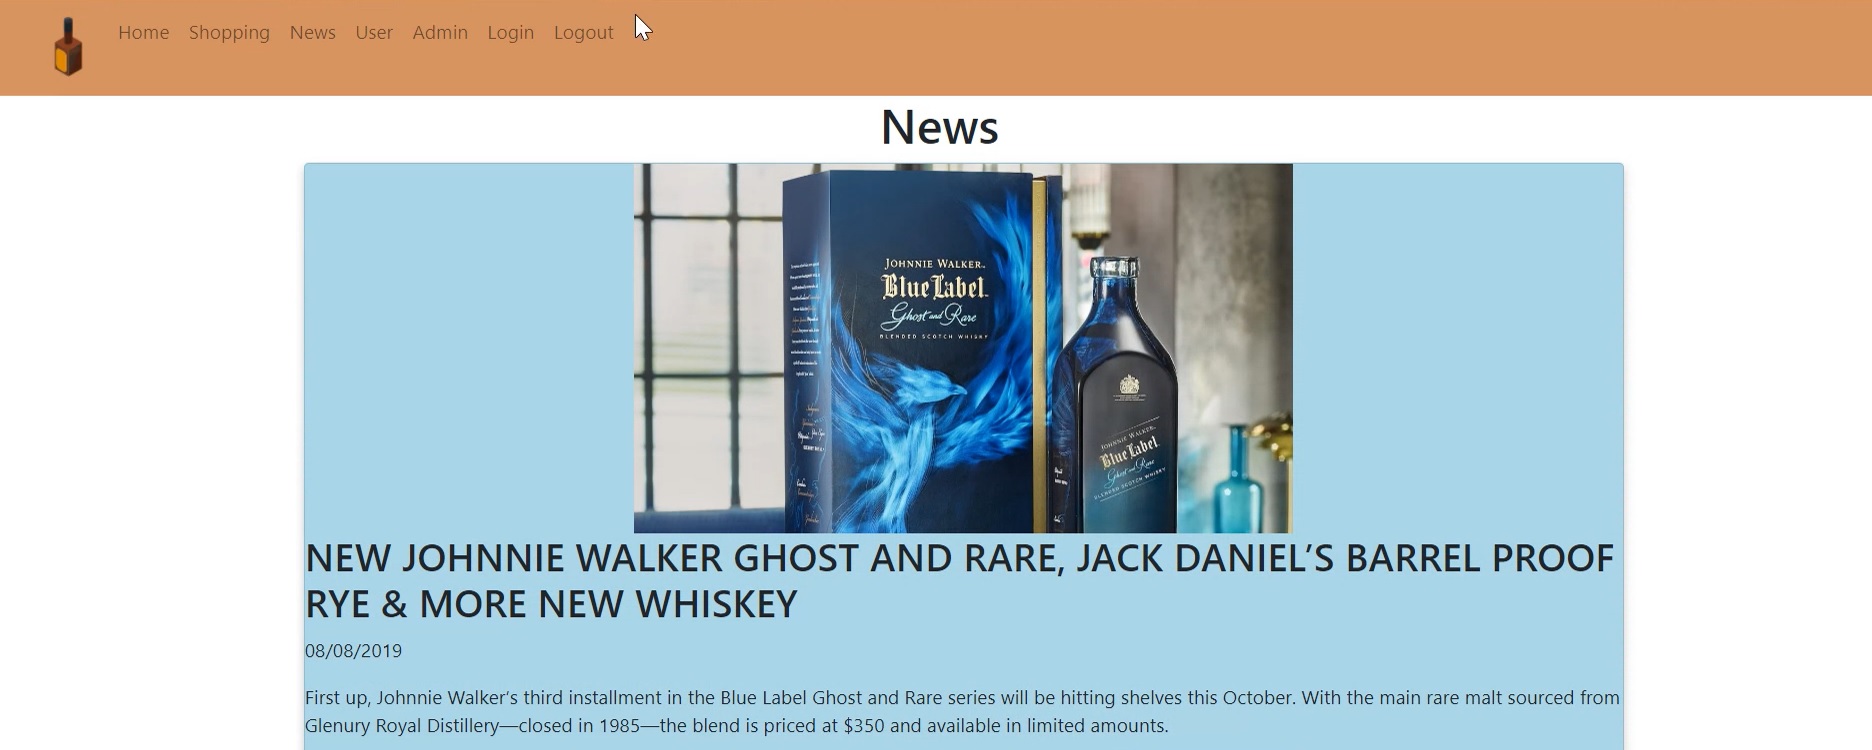 Home Shopping News User Admin Login Logout
News
JOHNNIE WALKER
Blue Label
Ghost and Rare
BLENDED SCOTCH WHISKY
JOHNNIE WALKER
Blue Label
Ghost and Rare
BLENDED SCOTCH WHISKY
NEW JOHNNIE WALKER GHOST AND RARE, JACK DANIEL’S BARREL PROOF
RYE & MORE NEW WHISKEY
08/08/2019
First up, Johnnie Walker’s third installment in the Blue Label Ghost and Rare series will be hitting shelves this October. With the main rare malt sourced from
Glenury Royal Distillery—closed in 1985—the blend is priced at $350 and available in limited amounts.